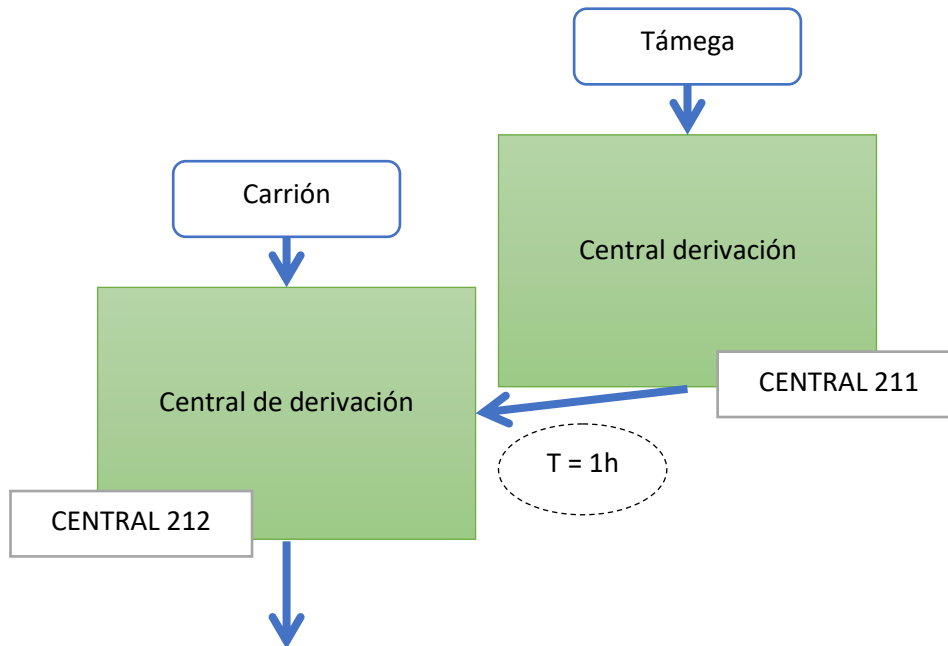 Támega
Carrión
Central derivación
CENTRAL 211
Central de derivación
T = 1h
CENTRAL 212